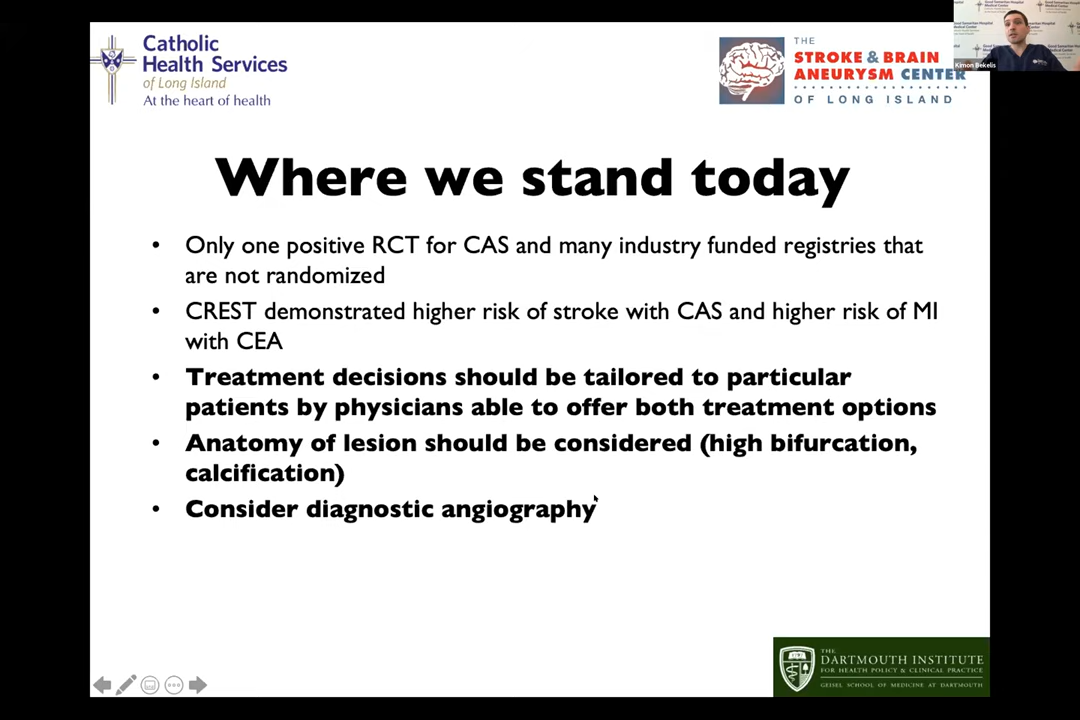 Catholic
Health Services
of Long Island
At the heart of health
THE
STROKE & BRAIN
ANEURYSM CENTER
OF LONG ISLAND
Kimon Bekelis
Where we stand today
• Only one positive RCT for CAS and many industry funded registries that
are not randomized
• CREST demonstrated higher risk of stroke with CAS and higher risk of MI
with CEA
• Treatment decisions should be tailored to particular
patients by physicians able to offer both treatment options
• Anatomy of lesion should be considered (high bifurcation,
calcification)
• Consider diagnostic angiography
THE
DARTMOUTH INSTITUTE
FOR HEALTH POLICY & CLINICAL PRACTICE
GEISEL SCHOOL OF MEDICINE AT DARTMOUTH